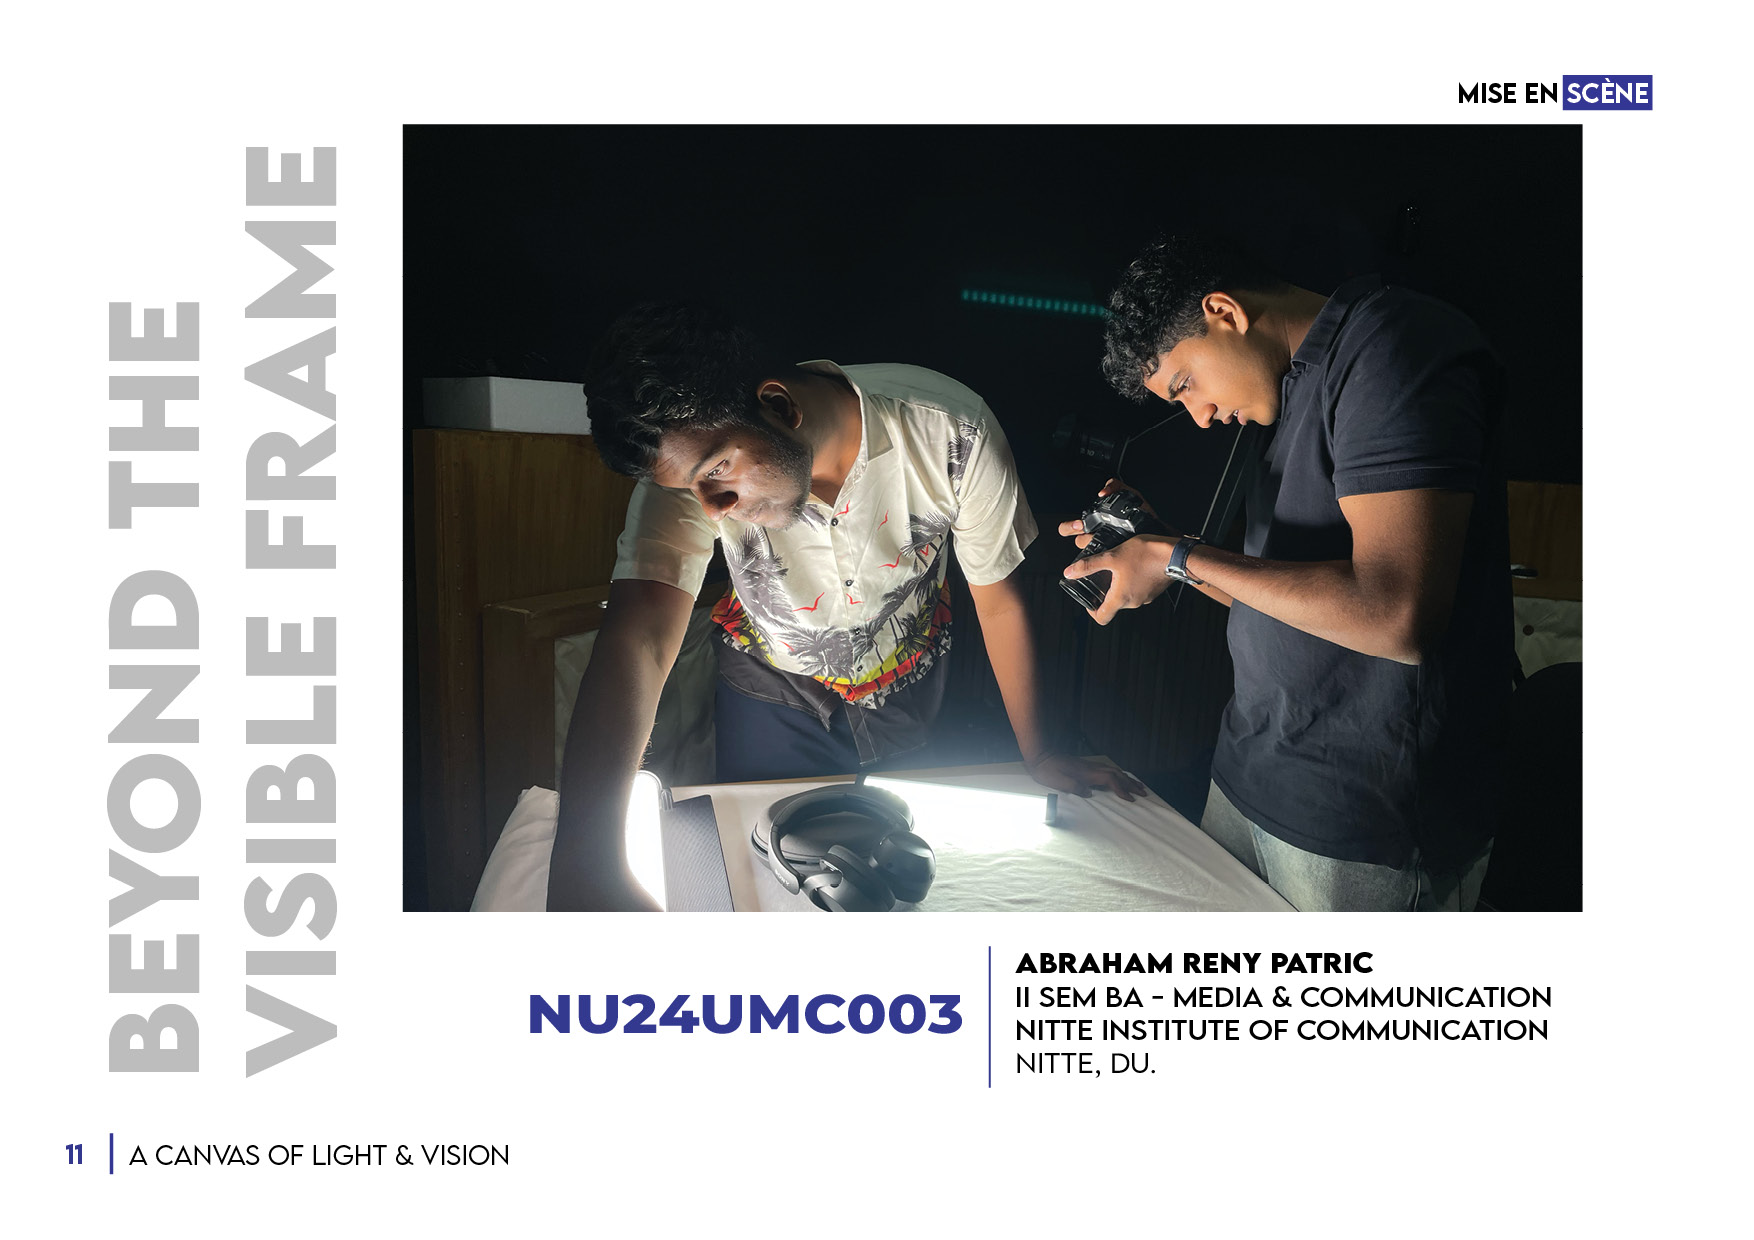 MISE EN SCÈNE
BEYOND THE
VISIBLE FRAME
NU24UMC003
ABRAHAM RENY PATRIC
II SEM BA - MEDIA & COMMUNICATION
NITTE INSTITUTE OF COMMUNICATION
NITTE, DU.
11
A CANVAS OF LIGHT & VISION